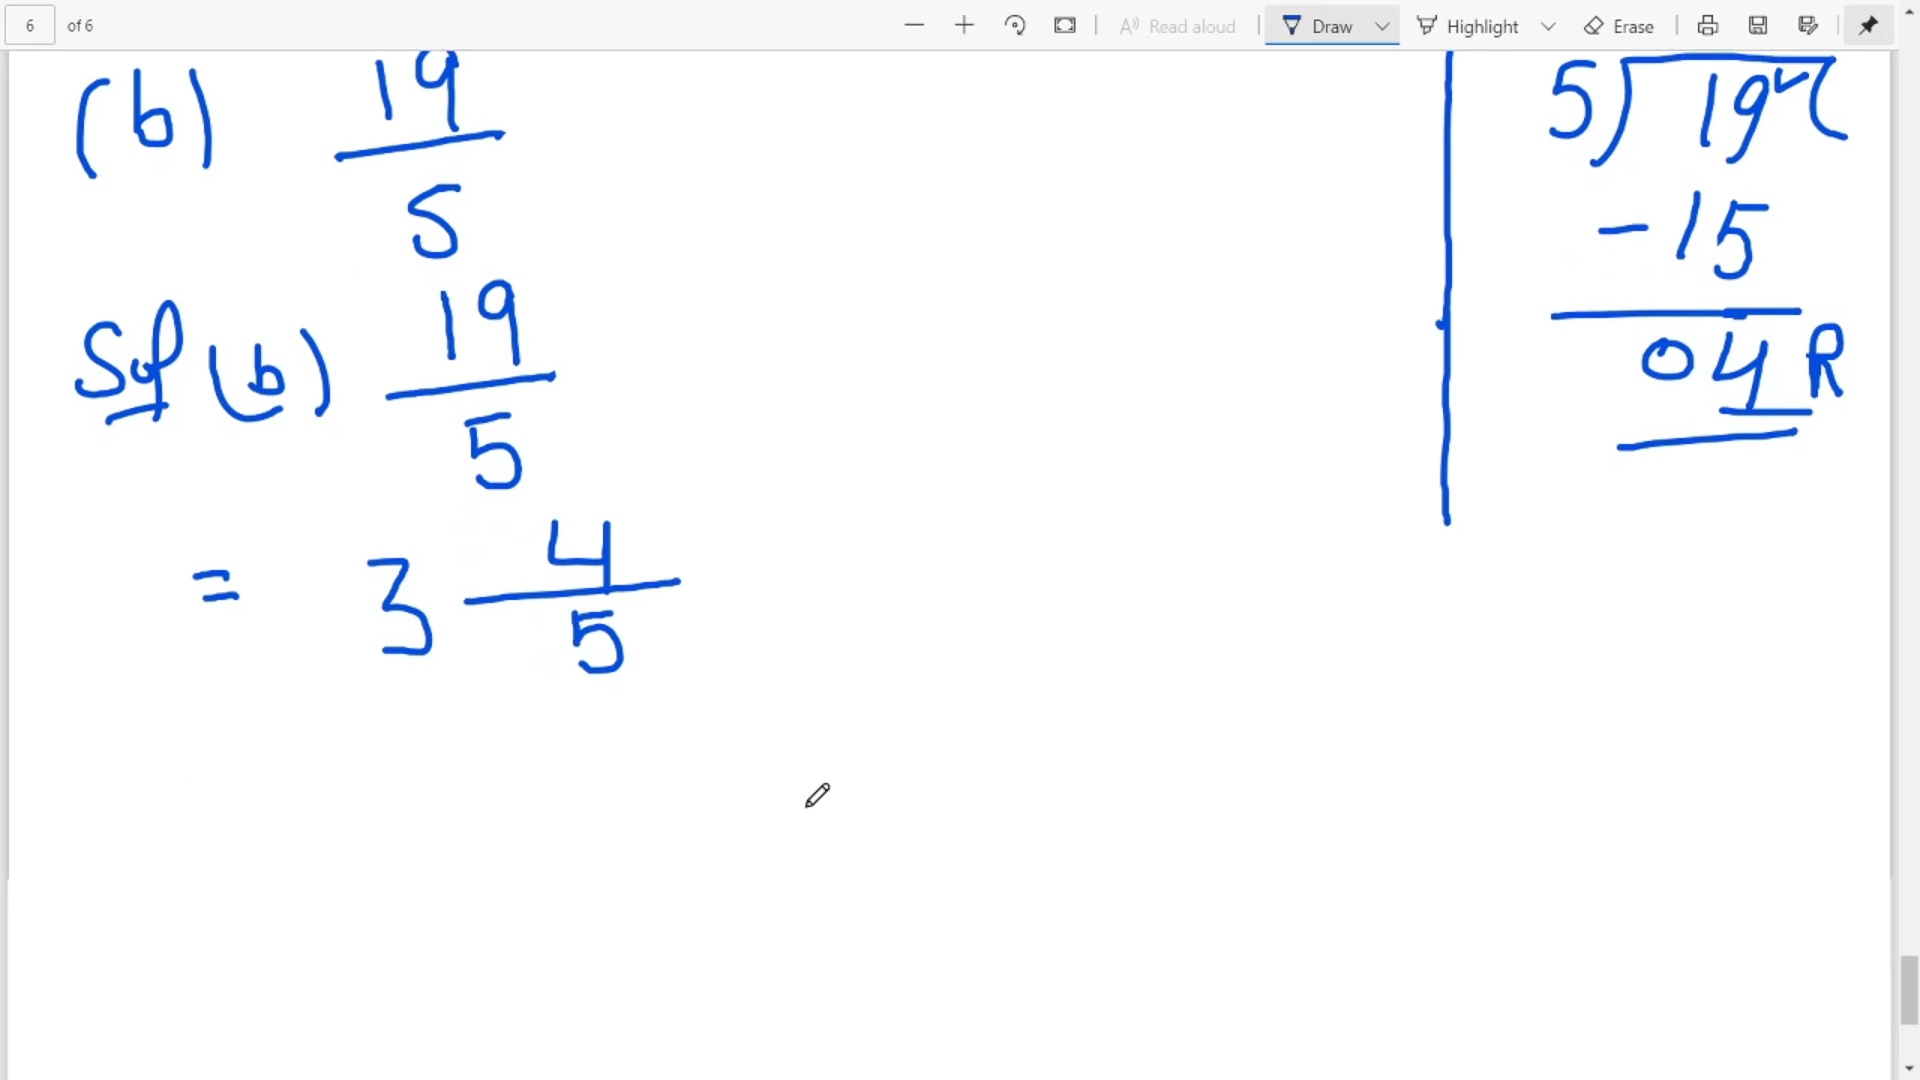 6 of 6 Read aloud Draw Highlight Erase
(b) 19/5
Sol (b) 19/5
= 3 4/5
5) 19 (
-15
04 R